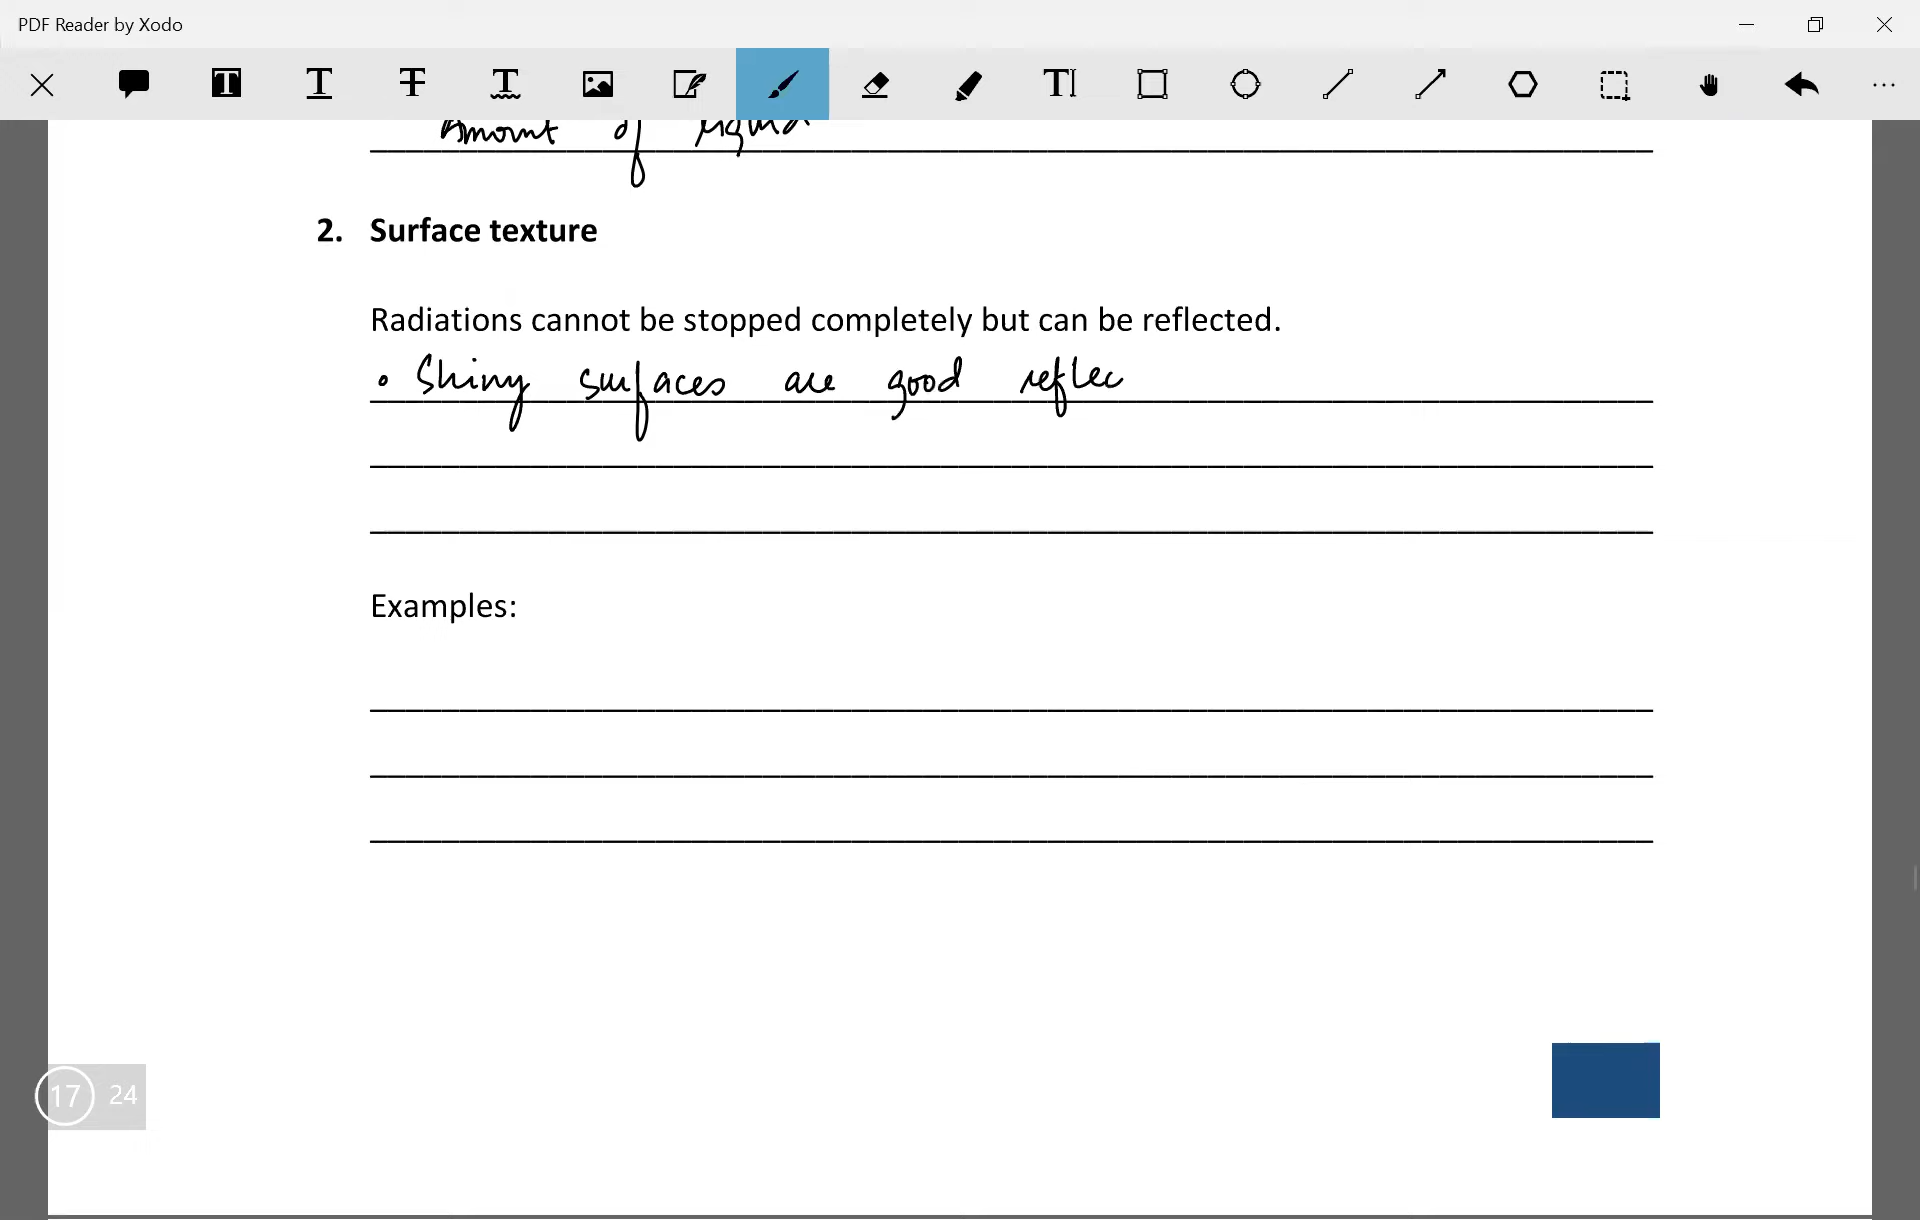 PDF Reader by Xodo
Amount of liquid
2. Surface texture
Radiations cannot be stopped completely but can be reflected.
• Shiny surfaces are good reflec
Examples:
17 24